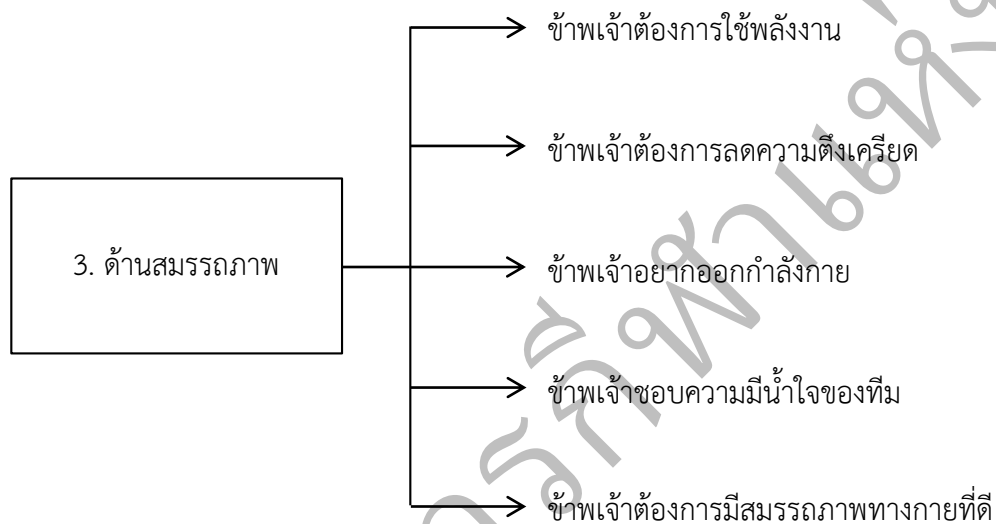 ข้าพเจ้าต้องการใช้พลังงาน
ข้าพเจ้าต้องการลดความตึงเครียด
3. ด้านสมรรถภาพ
ข้าพเจ้าอยากออกกำลังกาย
ข้าพเจ้าชอบความมีน้ำใจของทีม
ข้าพเจ้าต้องการมีสมรรถภาพทางกายที่ดี